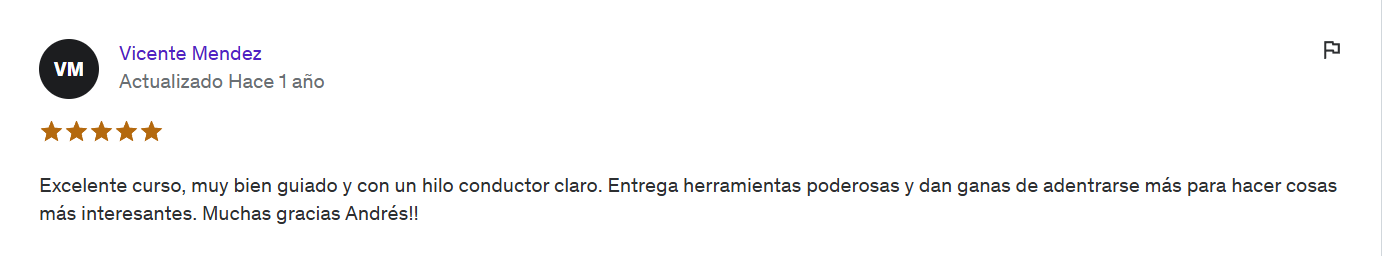 VM
Vicente Mendez
Actualizado Hace 1 año
Excelente curso, muy bien guiado y con un hilo conductor claro. Entrega herramientas poderosas y dan ganas de adentrarse más para hacer cosas
más interesantes. Muchas gracias Andrés!!